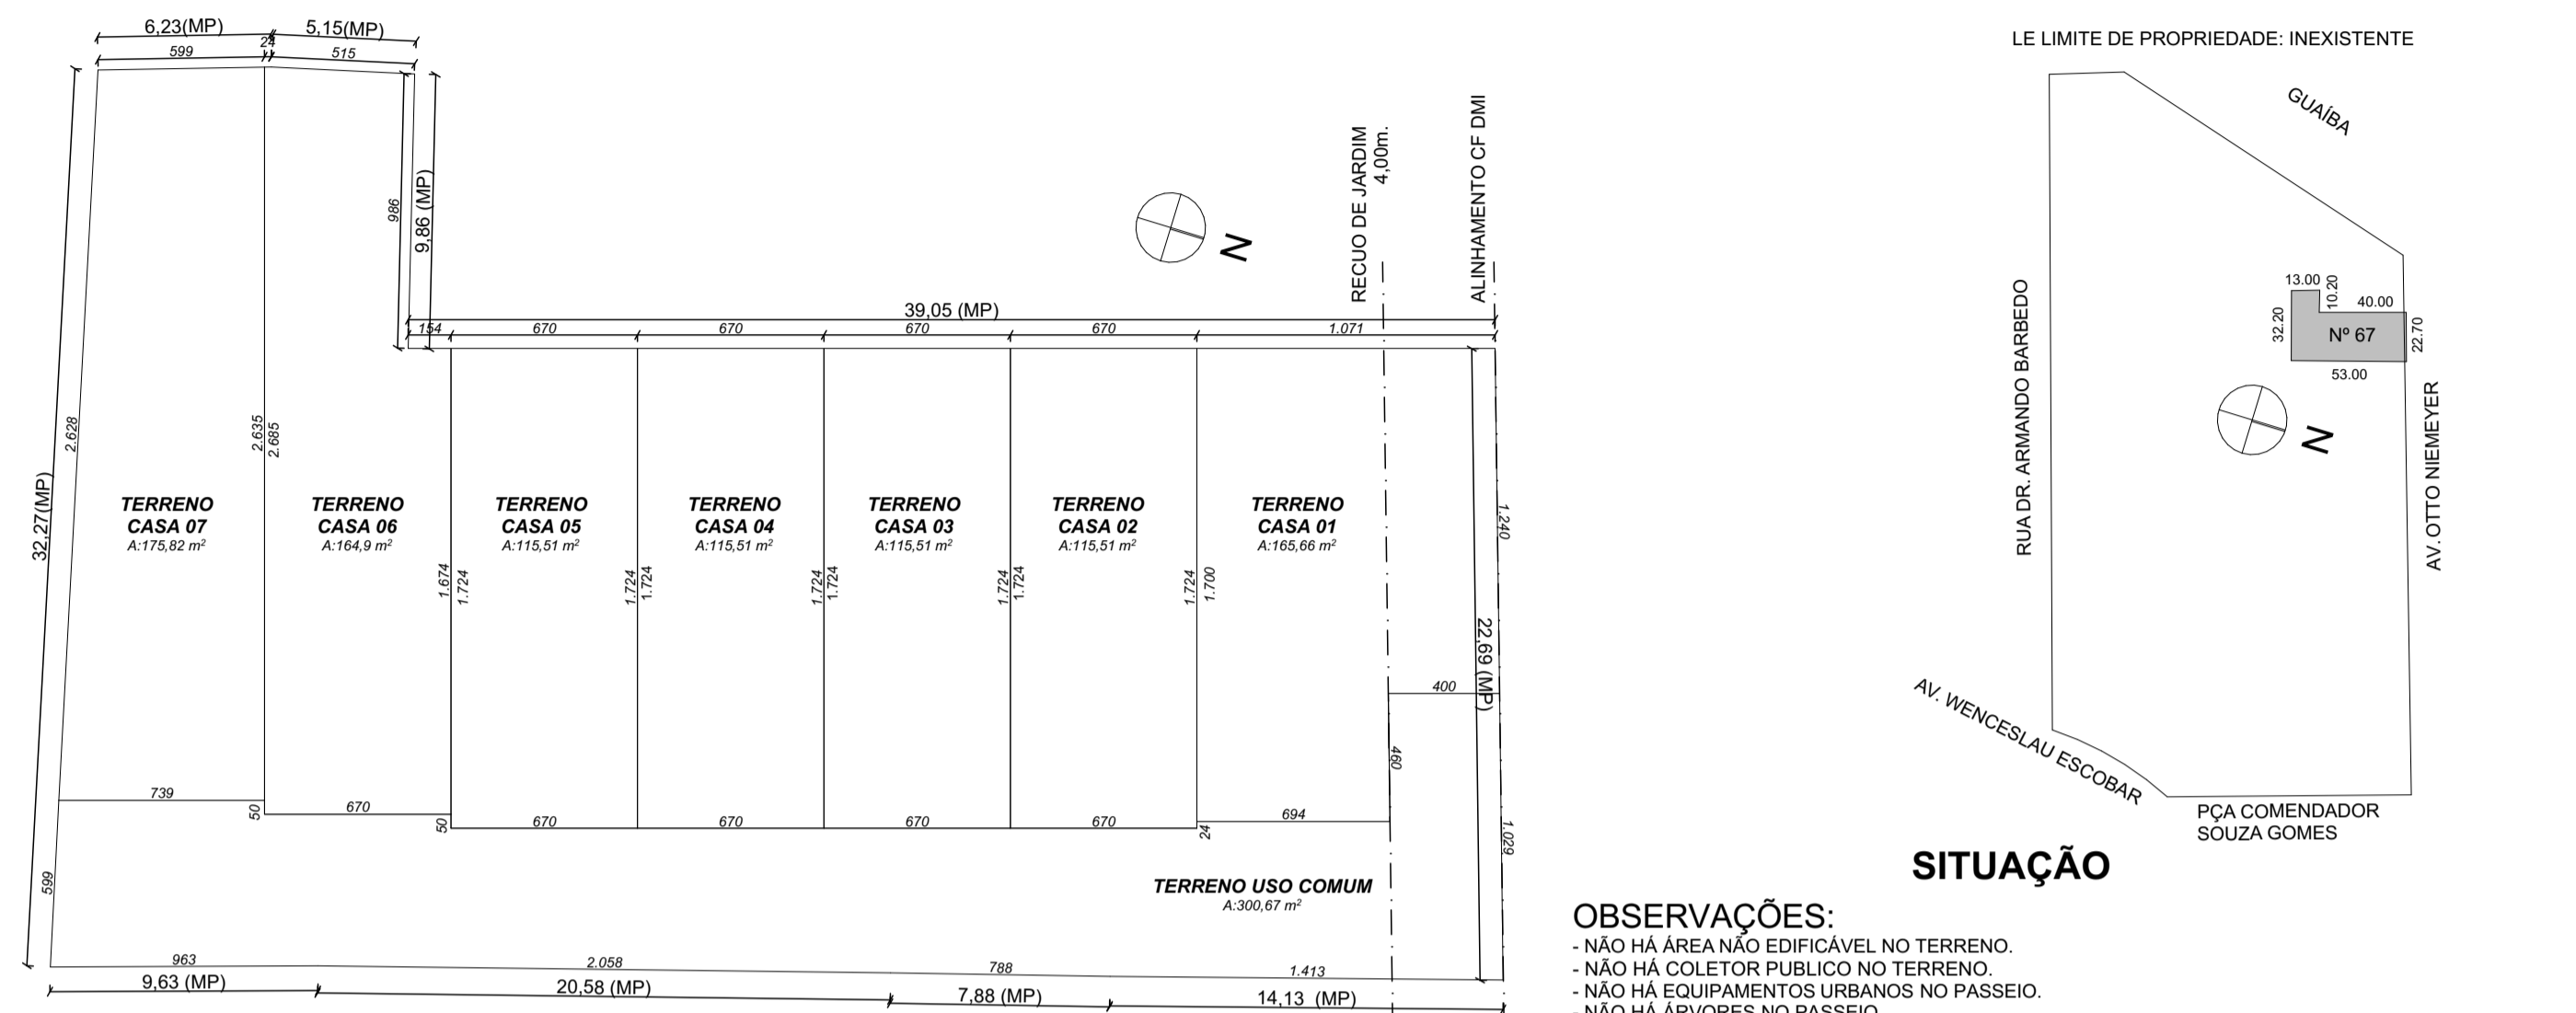 6,23(MP)
5,15(MP)
599
24
515
LE LIMITE DE PROPRIEDADE: INEXISTENTE
GUAÍBA
RECUO DE JARDIM
4,00m.
ALINHAMENTO CF DMI
986
9,86 (MP)
N
39,05 (MP)
154
670
670
670
670
1.071
13.00
10.20
40.00
32.20
Nº 67
22.70
53.00
RUA DR. ARMANDO BARBEDO
AV. OTTO NIEMEYER
N
32,27(MP)
2.628
2.635
2.685
TERRENO
CASA 07
A:175,82 m²
TERRENO
CASA 06
A:164,9 m²
TERRENO
CASA 05
A:115,51 m²
TERRENO
CASA 04
A:115,51 m²
TERRENO
CASA 03
A:115,51 m²
TERRENO
CASA 02
A:115,51 m²
TERRENO
CASA 01
A:165,66 m²
1.240
1.674
1.724
1.724
1.724
1.724
1.724
1.724
1.724
1.724
1.700
22,69 (MP)
400
460
739
50
670
50
670
670
670
670
24
694
1.029
599
AV. WENCESLAU ESCOBAR
PÇA COMENDADOR
SOUZA GOMES
SITUAÇÃO
TERRENO USO COMUM
A:300,67 m²
963
2.058
788
1.413
9,63 (MP)
20,58 (MP)
7,88 (MP)
14,13 (MP)
OBSERVAÇÕES:
- NÃO HÁ ÁREA NÃO EDIFICÁVEL NO TERRENO.
- NÃO HÁ COLETOR PUBLICO NO TERRENO.
- NÃO HÁ EQUIPAMENTOS URBANOS NO PASSEIO.
- NÃO HÁ ÁRVORES NO PASSEIO